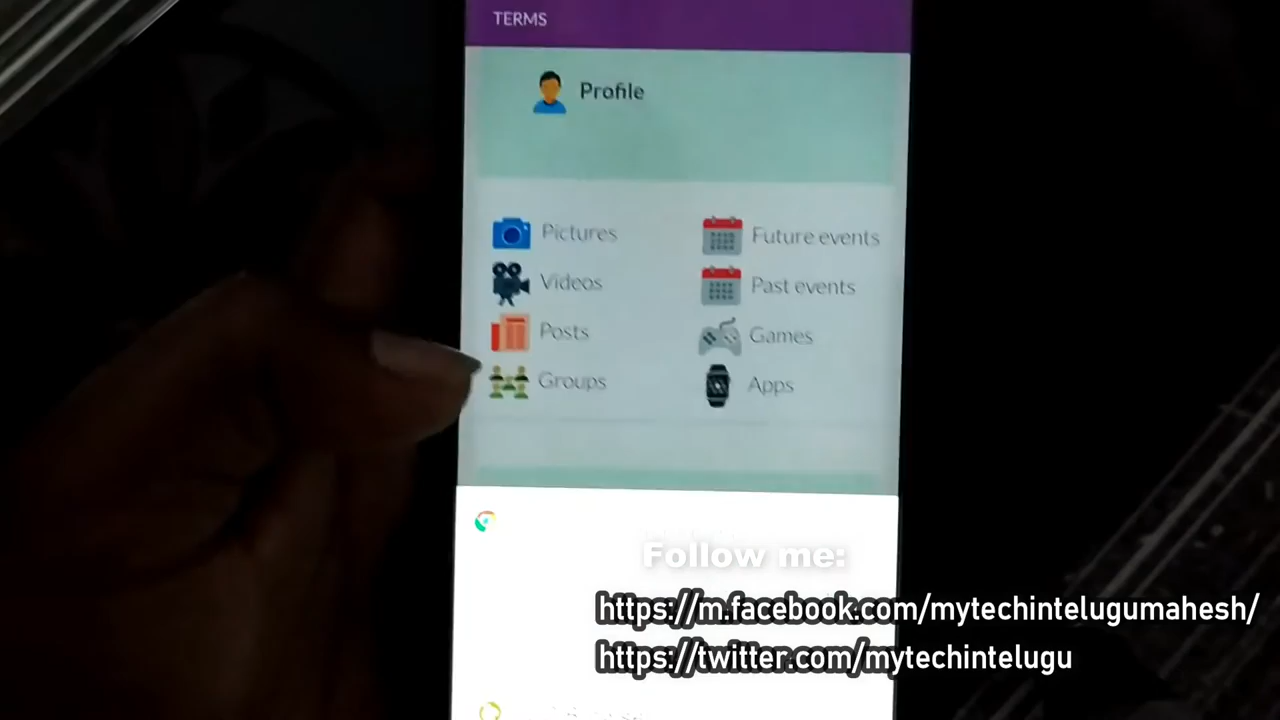 TERMS
Profile
Pictures
Future events
Videos
Past events
Posts
Games
Groups
Apps
Follow me:
https://m.facebook.com/mytechintelugumahesh/
https://twitter.com/mytechintelugu